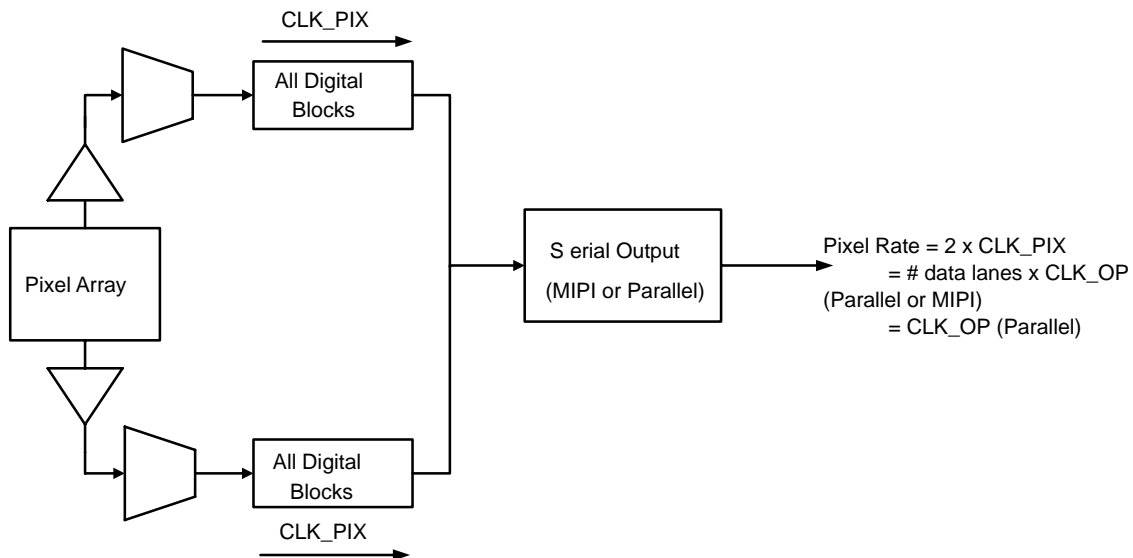 CLK_PIX
All Digital
Blocks
Pixel Array
S erial Output
(MIPI or Parallel)
Pixel Rate = 2 x CLK_PIX
= # data lanes x CLK_OP
(Parallel or MIPI)
= CLK_OP (Parallel)
All Digital
Blocks
CLK_PIX